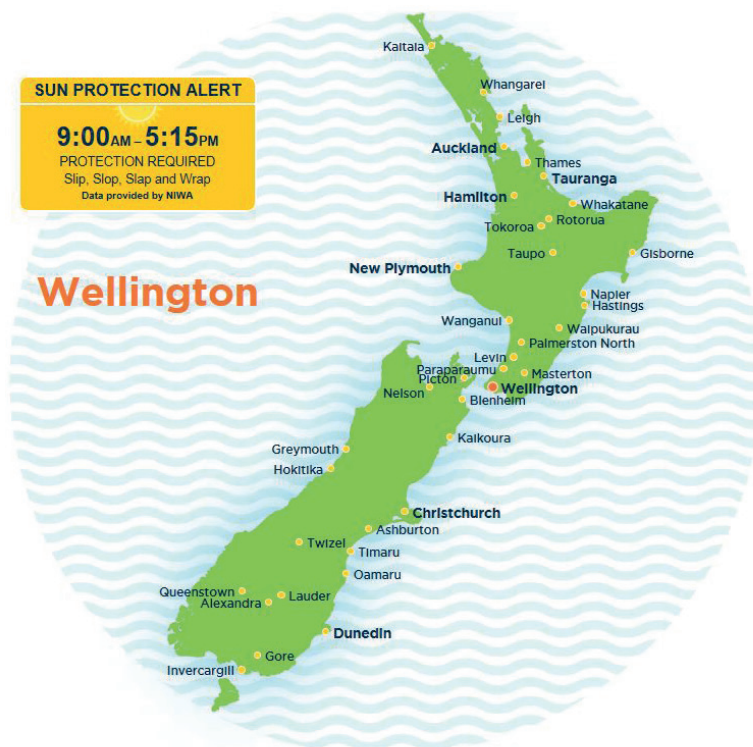 Kaitaia
SUN PROTECTION ALERT
9:00AM – 5:15PM
PROTECTION REQUIRED
Slip, Slop, Slap and Wrap
Data provided by NIWA
Whangarei
Leigh
Auckland
Thames
Tauranga
Hamilton
Whakatane
Rotorua
Tokoroa
Taupo
Gisborne
New Plymouth
Wellington
Napier
Hastings
Wanganui
Waipukurau
Palmerston North
Levin
Paraparaumu
Masterton
Picton
Wellington
Nelson
Blenheim
Kaikoura
Greymouth
Hokitika
Christchurch
Ashburton
Twizel
Timaru
Oamaru
Queenstown
Lauder
Alexandra
Dunedin
Gore
Invercargill